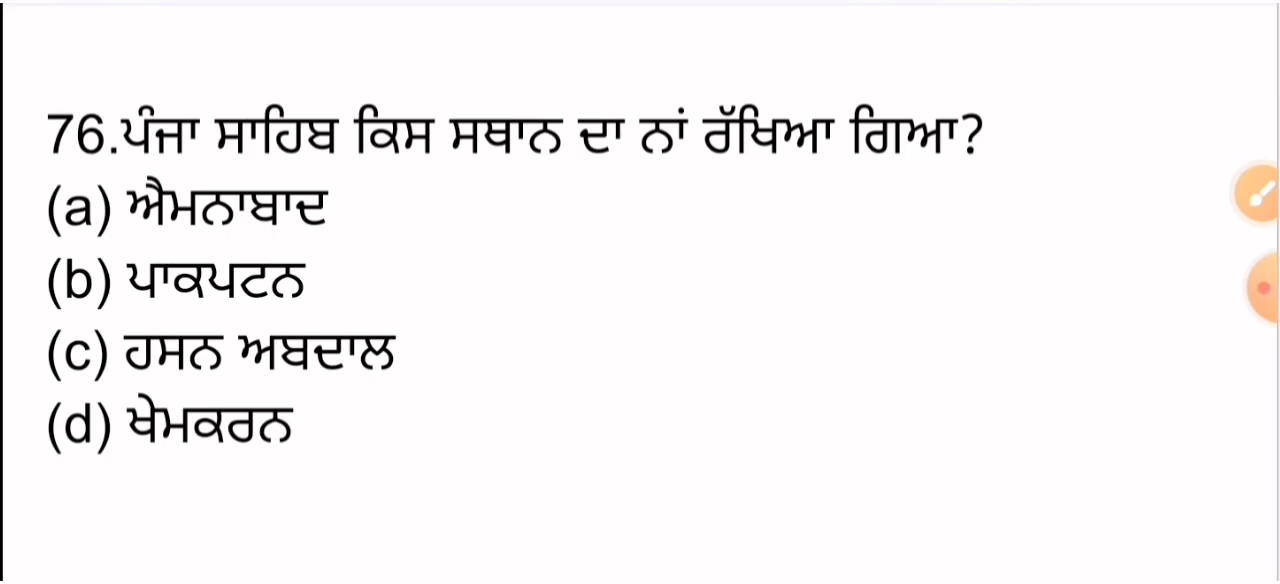 76.ਪੰਜਾ ਸਾਹਿਬ ਕਿਸ ਸਥਾਨ ਦਾ ਨਾਂ ਰੱਖਿਆ ਗਿਆ?
(a) ਐਮਨਾਬਾਦ
(b) ਪਾਕਪਟਨ
(c) ਹਸਨ ਅਬਦਾਲ
(d) ਖੇਮਕਰਨ